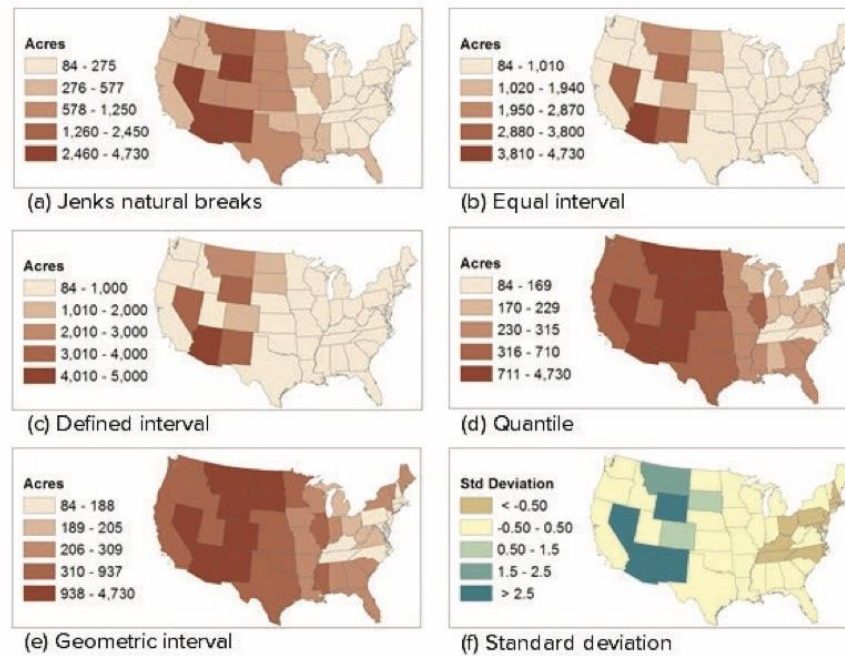 Acres
84 - 275
276 - 577
578 - 1,250
1,260 - 2,450
2,460 - 4,730
(a) Jenks natural breaks
Acres
84 - 1,010
1,020 - 1,940
1,950 - 2,870
2,880 - 3,800
3,810 - 4,730
(b) Equal interval
Acres
84 - 1,000
1,010 - 2,000
2,010 - 3,000
3,010 - 4,000
4,010 - 5,000
(c) Defined interval
Acres
84 - 169
170 - 229
230 - 315
316 - 710
711 - 4,730
(d) Quantile
Acres
84 - 188
189 - 205
206 - 309
310 - 937
938 - 4,730
(e) Geometric interval
Std Deviation
< -0.50
-0.50 - 0.50
0.50 - 1.5
1.5 - 2.5
> 2.5
(f) Standard deviation